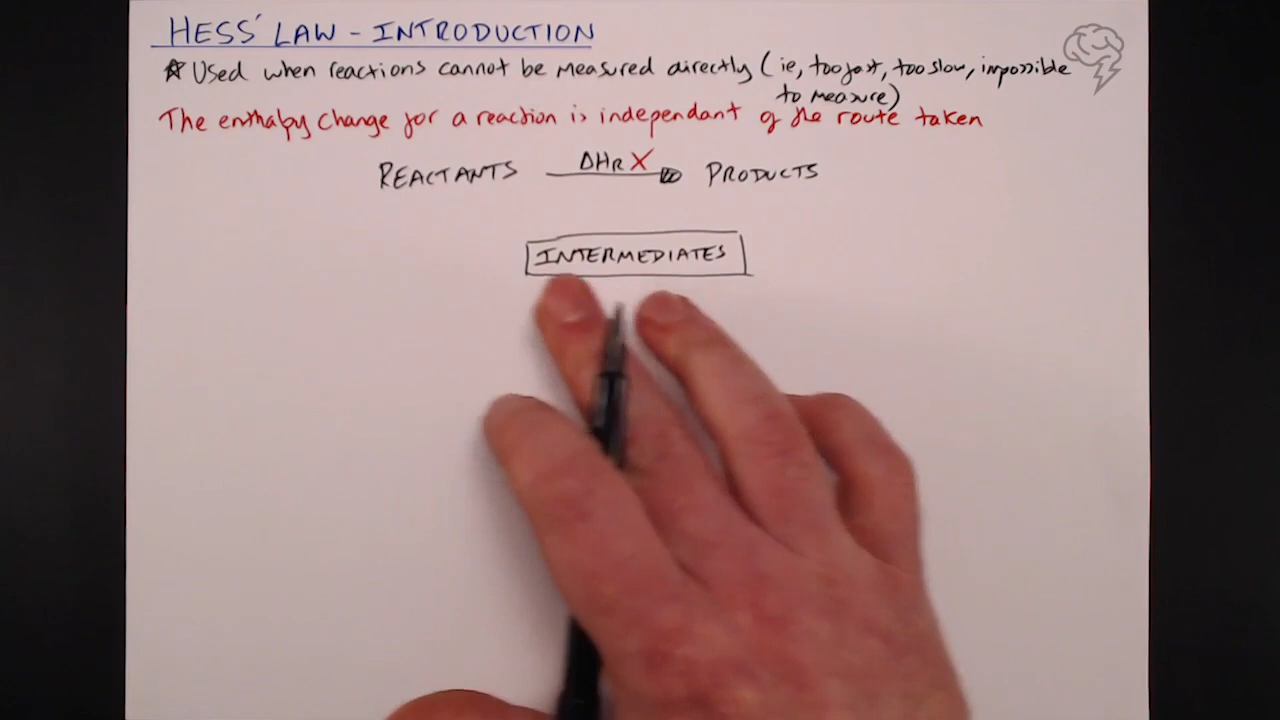 HESS' LAW - INTRODUCTION
☆ Used when reactions cannot be measured directly (ie, too fast, too slow, impossible
to measure)
The enthalpy change for a reaction is independant of the route taken
REACTANTS ΔHr X PRODUCTS
INTERMEDIATES